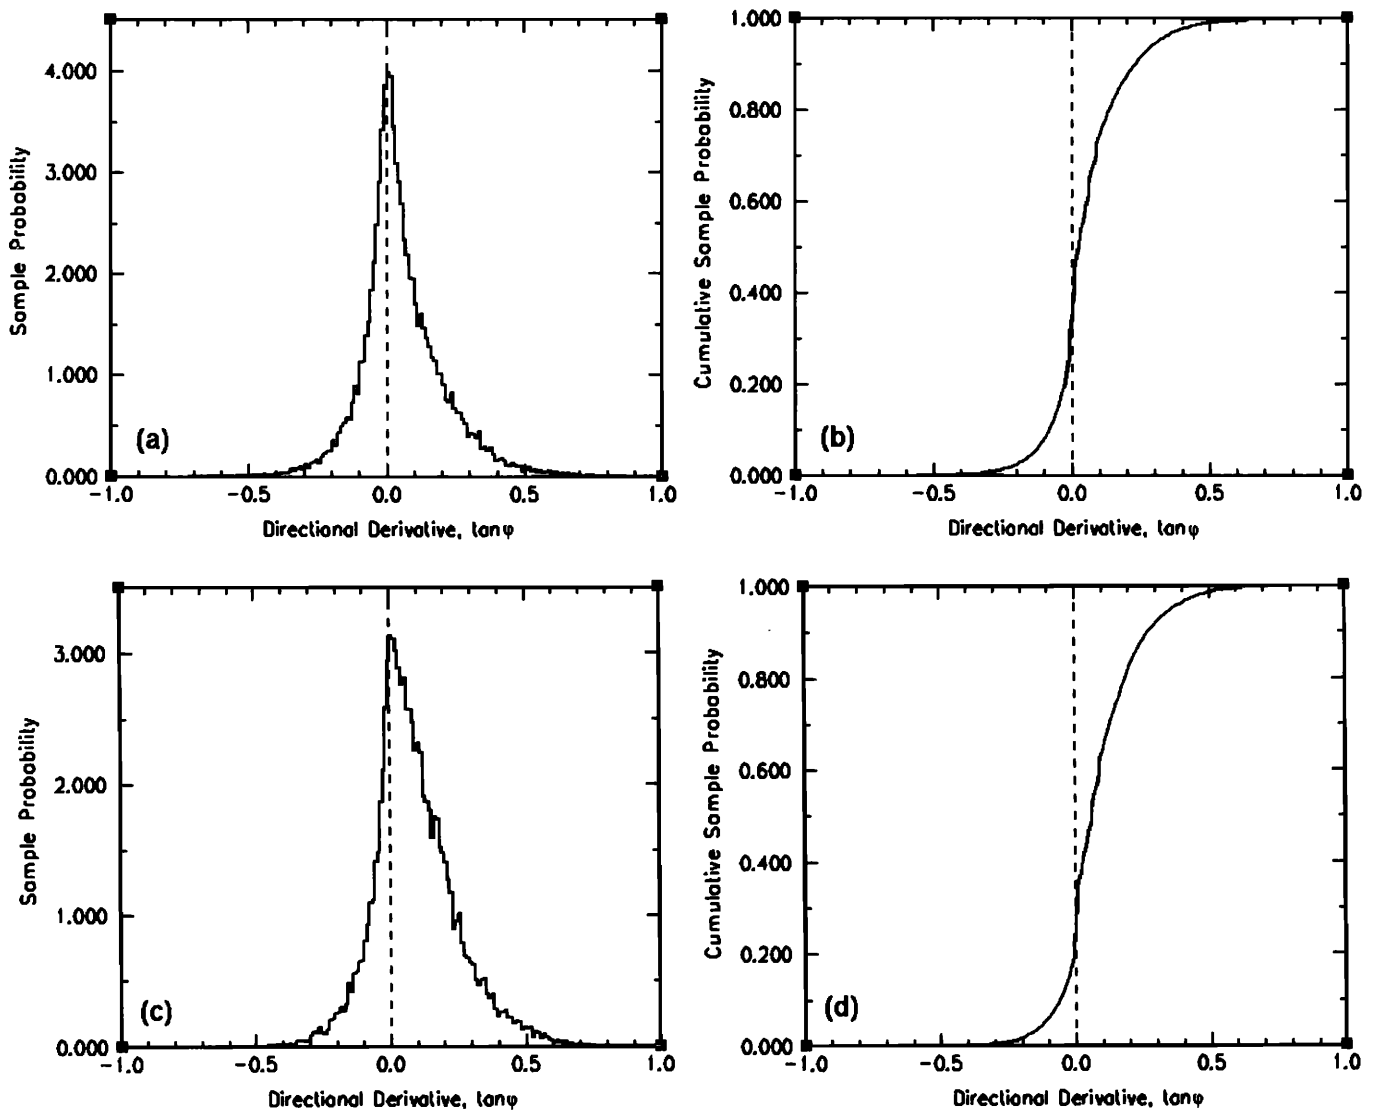 4.000
3.000
2.000
1.000
0.000
Sample Probability
(a)
-1.0 -0.5 0.0 0.5 1.0
Directional Derivative, tanφ
1.000
0.800
0.600
0.400
0.200
0.000
Cumulative Sample Probability
(b)
-1.0 -0.5 0.0 0.5 1.0
Directional Derivative, tanφ
3.000
2.000
1.000
0.000
Sample Probability
(c)
-1.0 -0.5 0.0 0.5 1.0
Directional Derivative, tanφ
1.000
0.800
0.600
0.400
0.200
0.000
Cumulative Sample Probability
(d)
-1.0 -0.5 0.0 0.5 1.0
Directional Derivative, tanφ